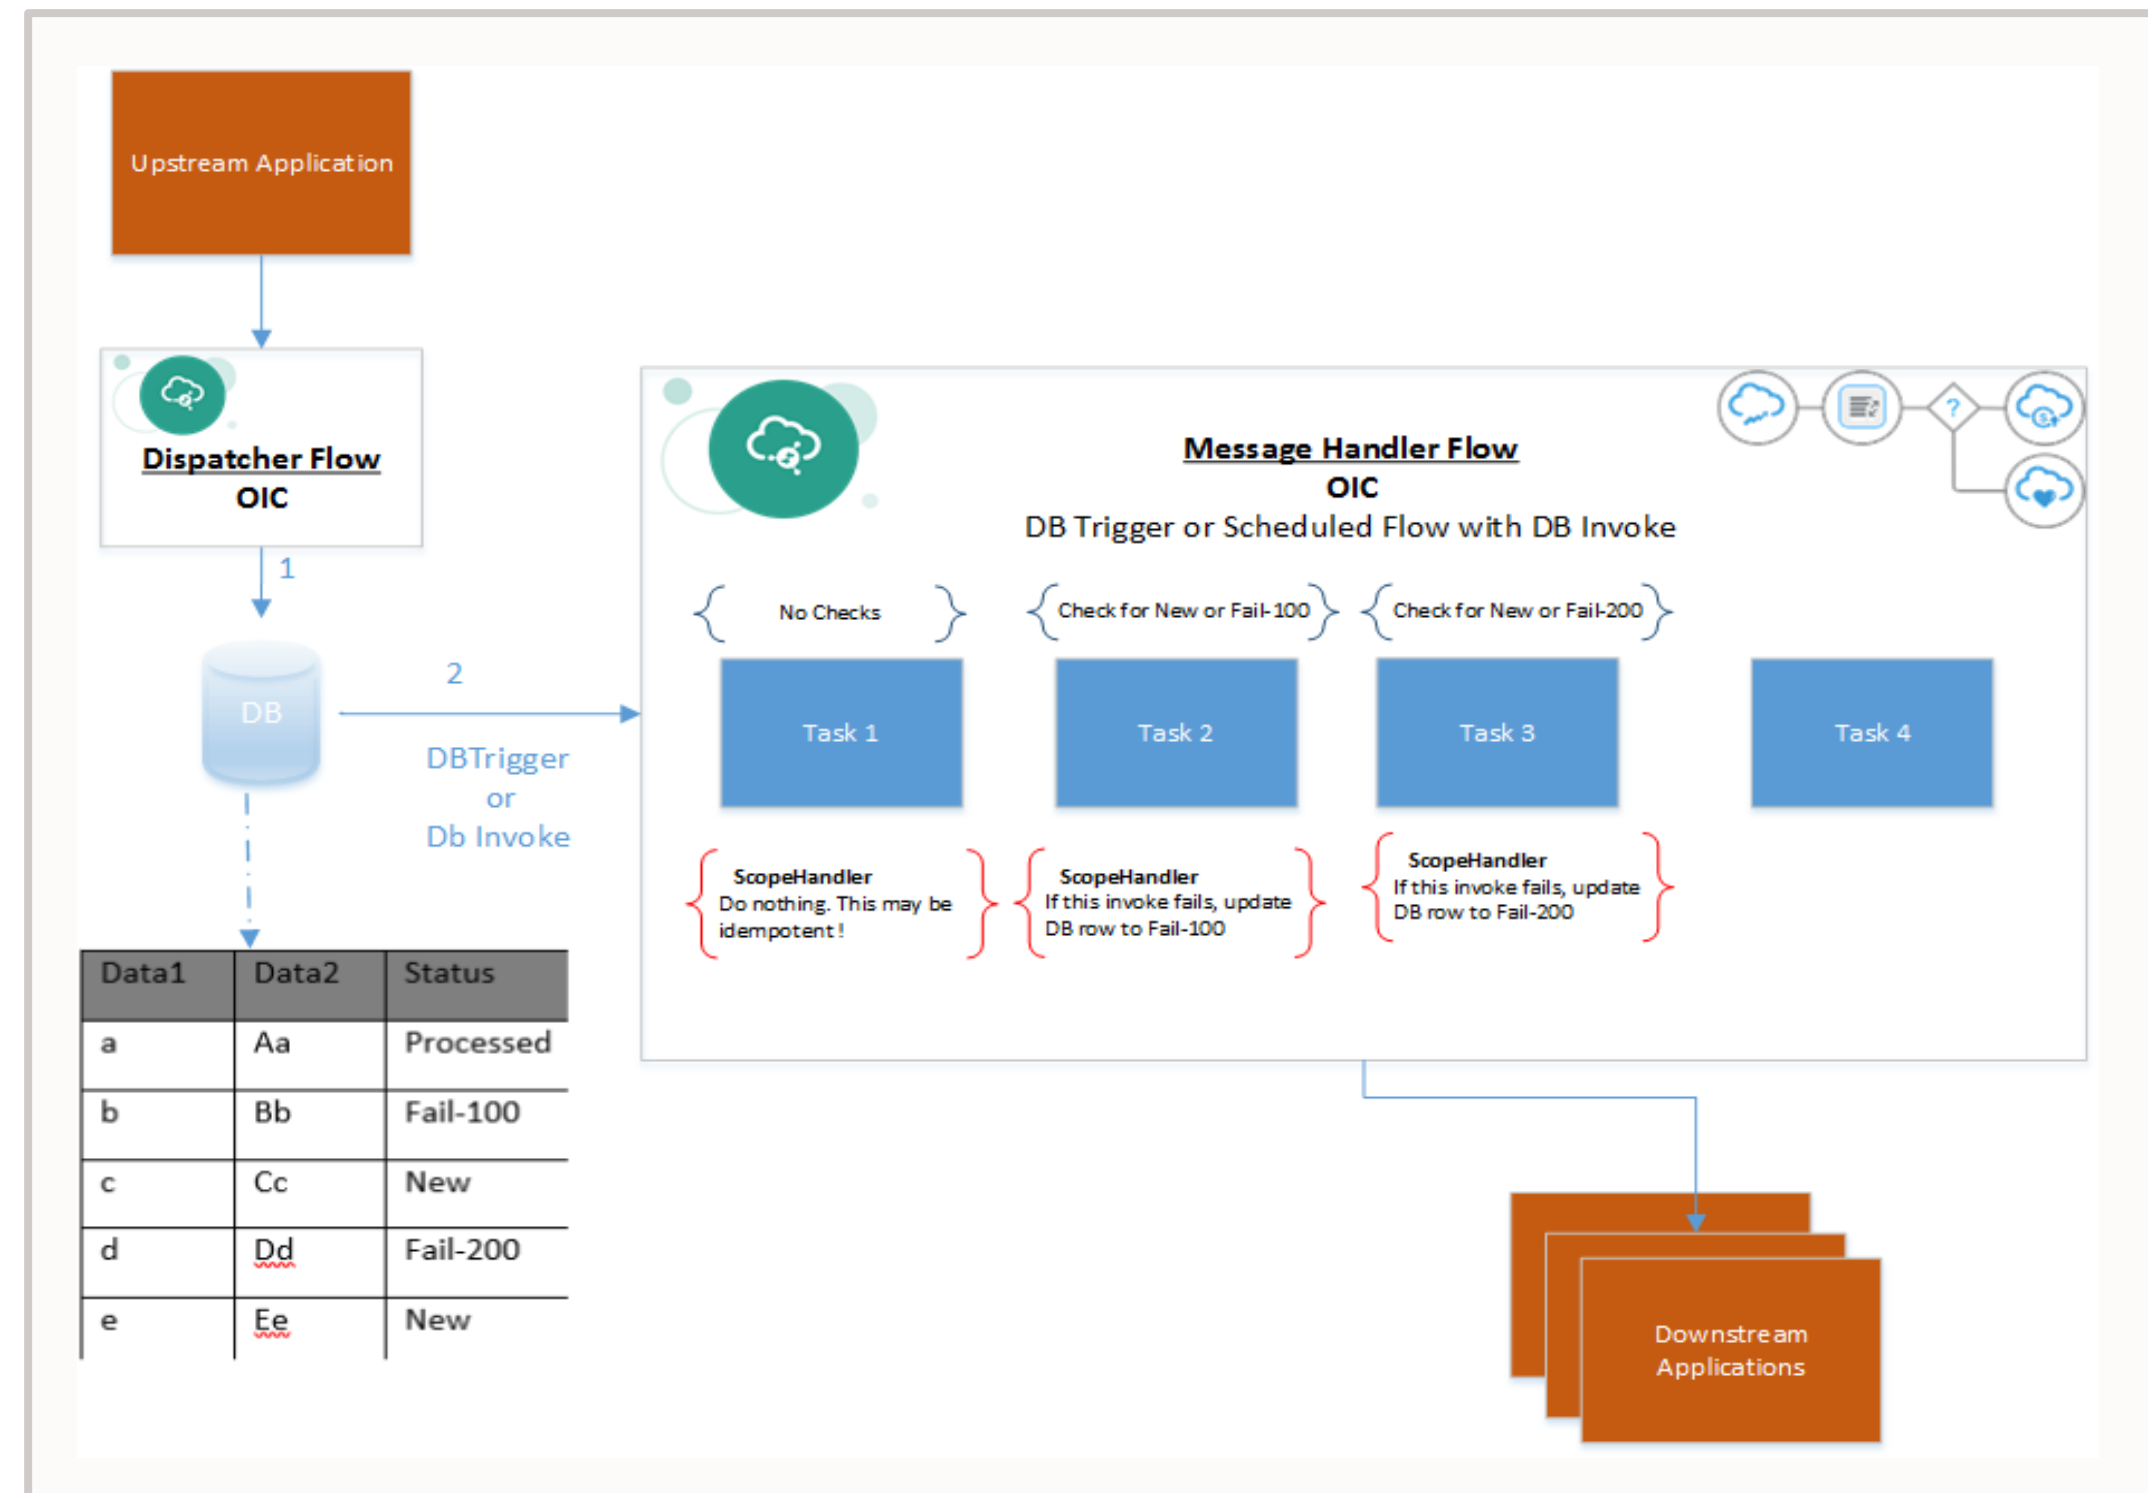 Upstream Application
Dispatcher Flow
OIC
1
DB
2
DBTrigger
or
Db Invoke
Data1 Data2 Status
a Aa Processed
b Bb Fail-100
c Cc New
d Dd Fail-200
e Ee New
Message Handler Flow
OIC
DB Trigger or Scheduled Flow with DB Invoke
?
No Checks
Check for New or Fail-100
Check for New or Fail-200
Task 1
Task 2
Task 3
Task 4
ScopeHandler
Do nothing. This may be
idempotent!
ScopeHandler
If this invoke fails, update
DB row to Fail-100
ScopeHandler
If this invoke fails, update
DB row to Fail-200
Downstream
Applications